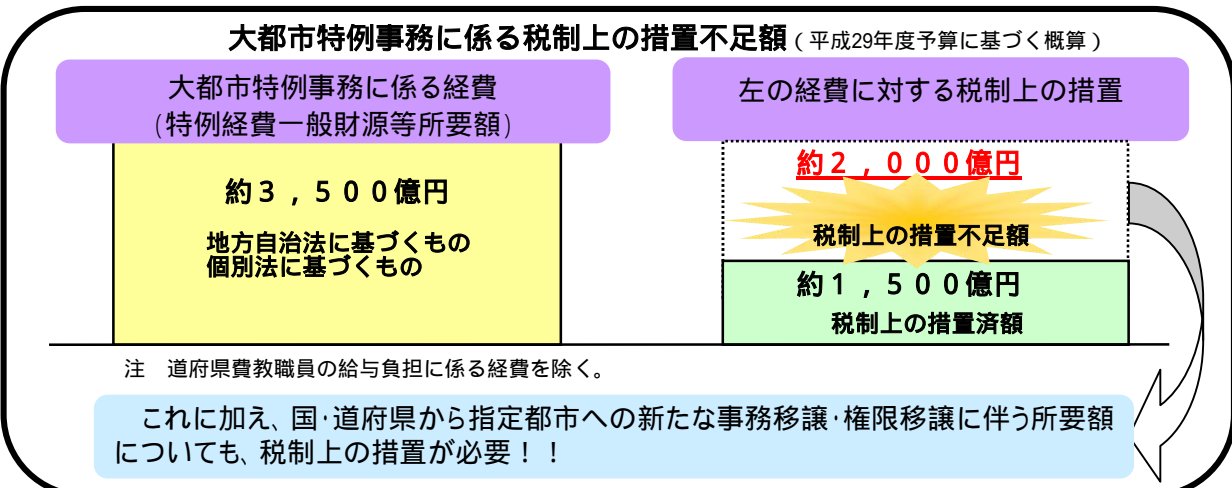 大都市特例事務に係る税制上の措置不足額(平成29年度予算に基づく概算)
大都市特例事務に係る経費
(特例経費一般財源等所要額)
約3,500億円
地方自治法に基づくもの
個別法に基づくもの
左の経費に対する税制上の措置
約2,000億円
税制上の措置不足額
約1,500億円
税制上の措置済額
注 道府県費教職員の給与負担に係る経費を除く。
これに加え、国・道府県から指定都市への新たな事務移譲・権限移譲に伴う所要額
についても、税制上の措置が必要!!